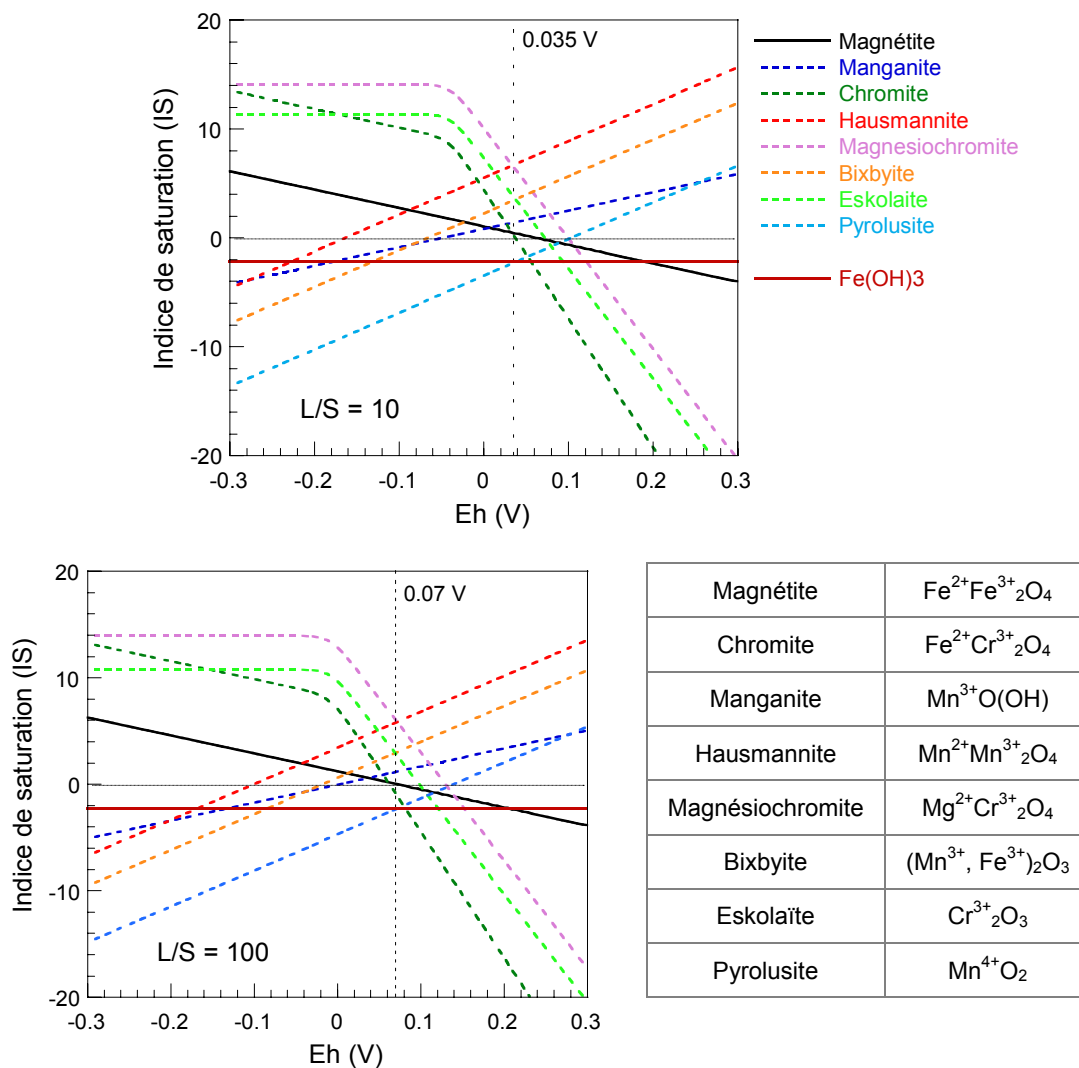 20
10
0
-10
-20
Indice de saturation (IS)
0.035 V
L/S = 10
-0.3 -0.2 -0.1 0 0.1 0.2 0.3
Eh (V)
Magnétite
Manganite
Chromite
Hausmannite
Magnesiochromite
Bixbyite
Eskolaite
Pyrolusite
Fe(OH)3
20
10
0
-10
-20
Indice de saturation (IS)
0.07 V
L/S = 100
-0.3 -0.2 -0.1 0 0.1 0.2 0.3
Eh (V)
Magnétite Fe²⁺Fe³⁺₂O₄
Chromite Fe²⁺Cr³⁺₂O₄
Manganite Mn³⁺O(OH)
Hausmannite Mn²⁺Mn³⁺₂O₄
Magnésiochromite Mg²⁺Cr³⁺₂O₄
Bixbyite (Mn³⁺, Fe³⁺)₂O₃
Eskolaïte Cr³⁺₂O₃
Pyrolusite Mn⁴⁺O₂